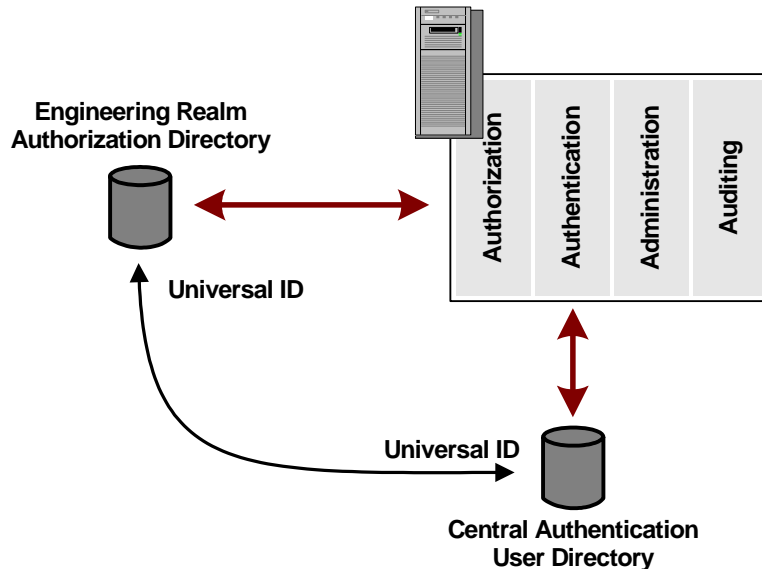 Engineering Realm
Authorization Directory
Authorization
Authentication
Administration
Auditing
Universal ID
Universal ID
Central Authentication
User Directory